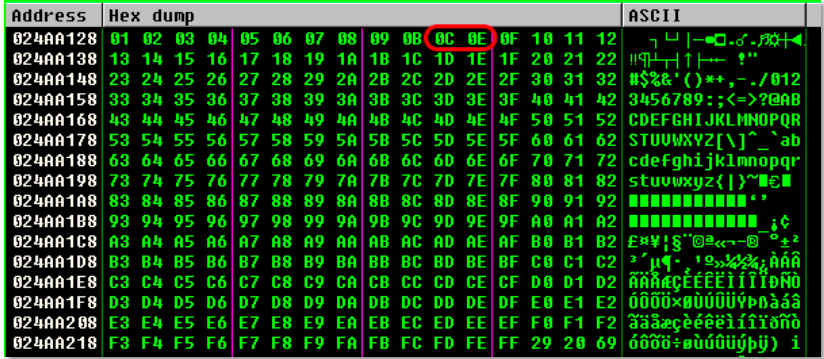 Address Hex dump ASCII
024AA128 01 02 03 04 05 06 07 08 09 0B 0C 0E 0F 10 11 12
024AA138 13 14 15 16 17 18 19 1A 1B 1C 1D 1E 1F 20 21 22
024AA148 23 24 25 26 27 28 29 2A 2B 2C 2D 2E 2F 30 31 32 #$%&'()*+,-./012
024AA158 33 34 35 36 37 38 39 3A 3B 3C 3D 3E 3F 40 41 42 3456789:;<=>?@AB
024AA168 43 44 45 46 47 48 49 4A 4B 4C 4D 4E 4F 50 51 52 CDEFGHIJKLMNOPQR
024AA178 53 54 55 56 57 58 59 5A 5B 5C 5D 5E 5F 60 61 62 STUVWXYZ[\]^_`ab
024AA188 63 64 65 66 67 68 69 6A 6B 6C 6D 6E 6F 70 71 72 cdefghijklmnopqr
024AA198 73 74 75 76 77 78 79 7A 7B 7C 7D 7E 7F 80 81 82 stuvwxyz{|}~
024AA1A8 83 84 85 86 87 88 89 8A 8B 8C 8D 8E 8F 90 91 92
024AA1B8 93 94 95 96 97 98 99 9A 9B 9C 9D 9E 9F A0 A1 A2
024AA1C8 A3 A4 A5 A6 A7 A8 A9 AA AB AC AD AE AF B0 B1 B2 £¤¥¦§¨©ª«¬-®¯°±²
024AA1D8 B3 B4 B5 B6 B7 B8 B9 BA BB BC BD BE BF C0 C1 C2 ³´µ¶·¸¹º»¼½¾¿ÀÁÂ
024AA1E8 C3 C4 C5 C6 C7 C8 C9 CA CB CC CD CE CF D0 D1 D2 ÃÄÅÆÇÈÉÊËÌÍÎÏÐÑÒ
024AA1F8 D3 D4 D5 D6 D7 D8 D9 DA DB DC DD DE DF E0 E1 E2 ÓÔÕÖ×ØÙÚÛÜÝÞßàáâ
024AA208 E3 E4 E5 E6 E7 E8 E9 EA EB EC ED EE EF F0 F1 F2 ãäåæçèéêëìíîïðñò
024AA218 F3 F4 F5 F6 F7 F8 F9 FA FB FC FD FE FF 29 20 69 óôõö÷øùúûüýþÿ) i